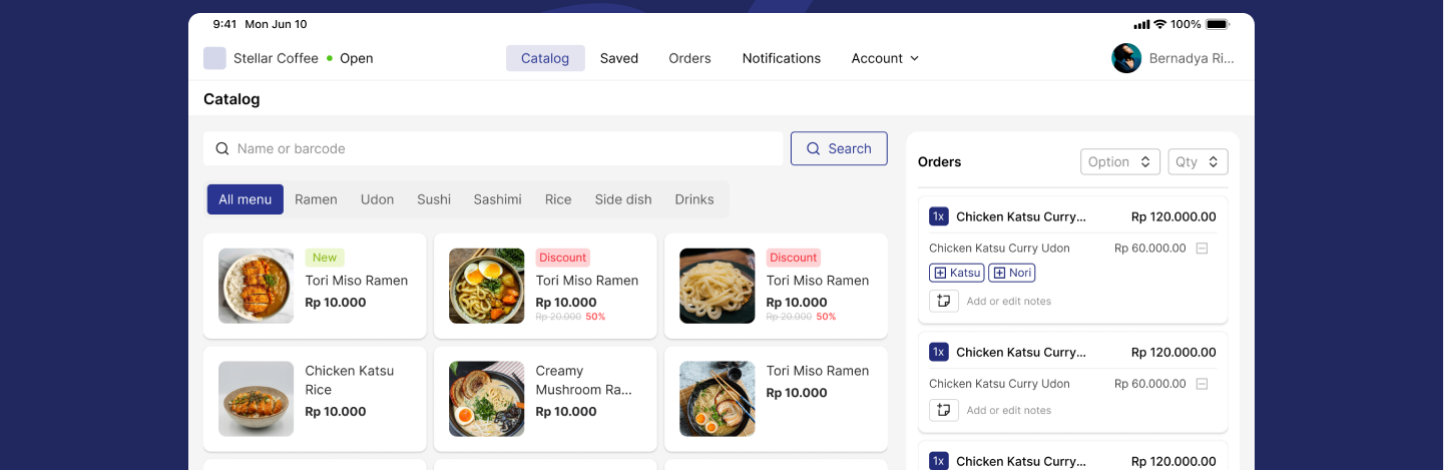 9:41 Mon Jun 10
100%
Stellar Coffee • Open
Catalog
Saved
Orders
Notifications
Account
Bernadya Ri...
Catalog
Name or barcode
Search
All menu
Ramen
Udon
Sushi
Sashimi
Rice
Side dish
Drinks
New
Tori Miso Ramen
Rp 10.000
Discount
Tori Miso Ramen
Rp 10.000
Rp 20.000 50%
Discount
Tori Miso Ramen
Rp 10.000
Rp 20.000 50%
Chicken Katsu
Rice
Rp 10.000
Creamy
Mushroom Ra...
Rp 10.000
Tori Miso Ramen
Rp 10.000
Orders
Option
Qty
1x Chicken Katsu Curry... Rp 120.000.00
Chicken Katsu Curry Udon Rp 60.000.00
Katsu
Nori
Add or edit notes
1x Chicken Katsu Curry... Rp 120.000.00
Chicken Katsu Curry Udon Rp 60.000.00
Add or edit notes
1x Chicken Katsu Curry... Rp 120.000.00